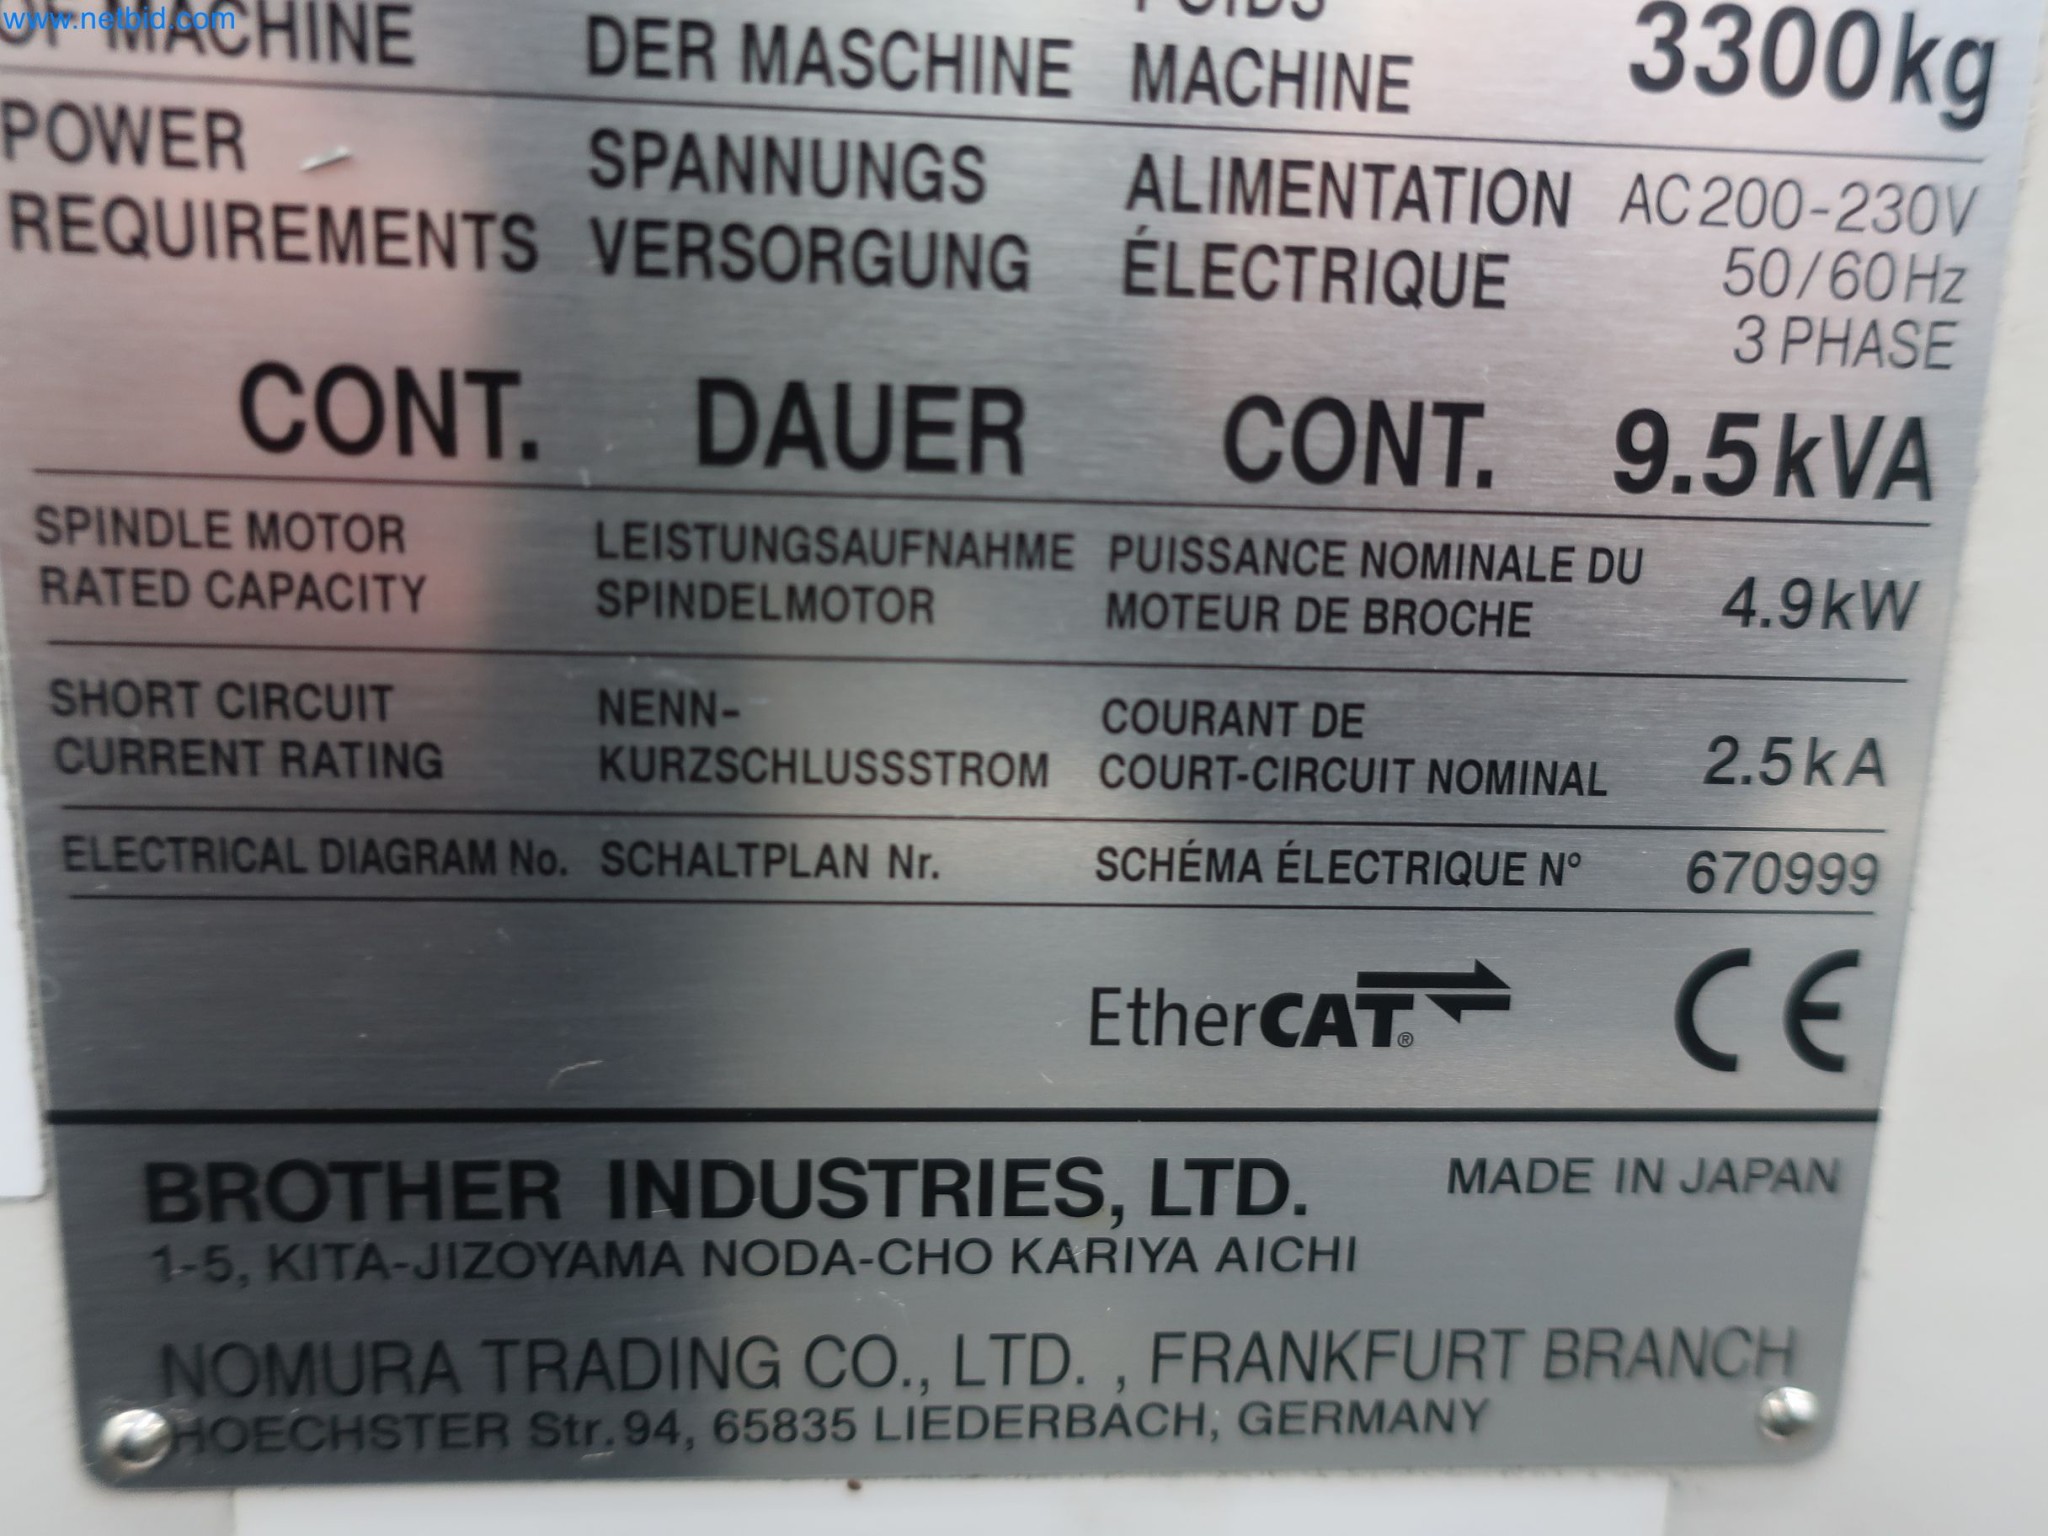 www.netbid.com
OF MACHINE DER MASCHINE POIDS MACHINE 3300kg
POWER REQUIREMENTS SPANNUNGS VERSORGUNG ALIMENTATION ÉLECTRIQUE AC200-230V
50/60Hz
3 PHASE
CONT. DAUER CONT. 9.5kVA
SPINDLE MOTOR RATED CAPACITY LEISTUNGSAUFNAHME SPINDELMOTOR PUISSANCE NOMINALE DU MOTEUR DE BROCHE 4.9kW
SHORT CIRCUIT CURRENT RATING NENN-KURZSCHLUSSSTROM COURANT DE COURT-CIRCUIT NOMINAL 2.5kA
ELECTRICAL DIAGRAM No. SCHALTPLAN Nr. SCHÉMA ÉLECTRIQUE N° 670999
EtherCAT® CE
BROTHER INDUSTRIES, LTD. MADE IN JAPAN
1-5, KITA-JIZOYAMA NODA-CHO KARIYA AICHI
NOMURA TRADING CO., LTD. , FRANKFURT BRANCH
HOECHSTER Str. 94, 65835 LIEDERBACH, GERMANY